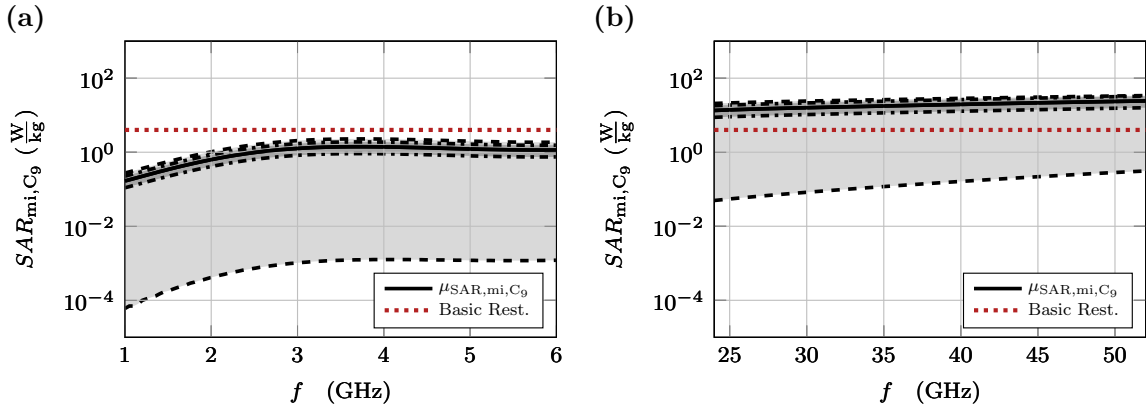 (a)
(b)
10^2
10^0
10^−2
10^−4
SAR_mi,C_9 (W/kg)
1 2 3 4 5 6
f (GHz)
μ_SAR,mi,C_9
Basic Rest.
10^2
10^0
10^−2
10^−4
SAR_mi,C_9 (W/kg)
25 30 35 40 45 50
f (GHz)
μ_SAR,mi,C_9
Basic Rest.